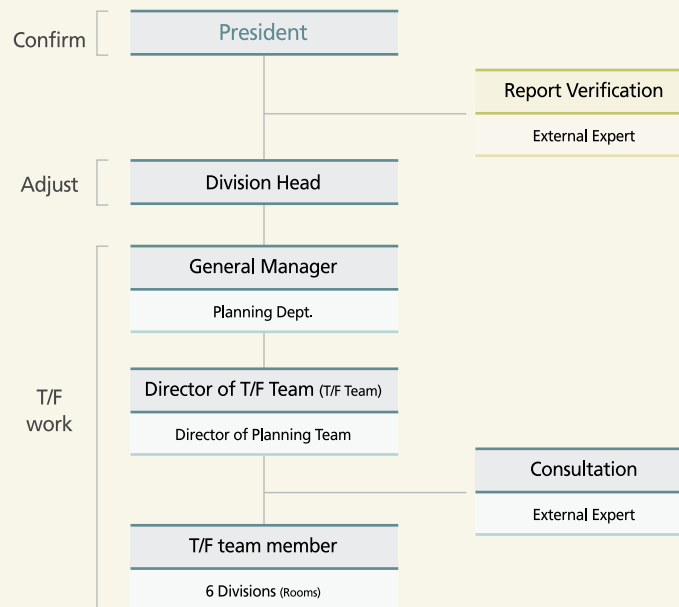 Confirm
President
Report Verification
External Expert
Adjust
Division Head
General Manager
Planning Dept.
T/F
work
Director of T/F Team (T/F Team)
Director of Planning Team
Consultation
External Expert
T/F team member
6 Divisions (Rooms)